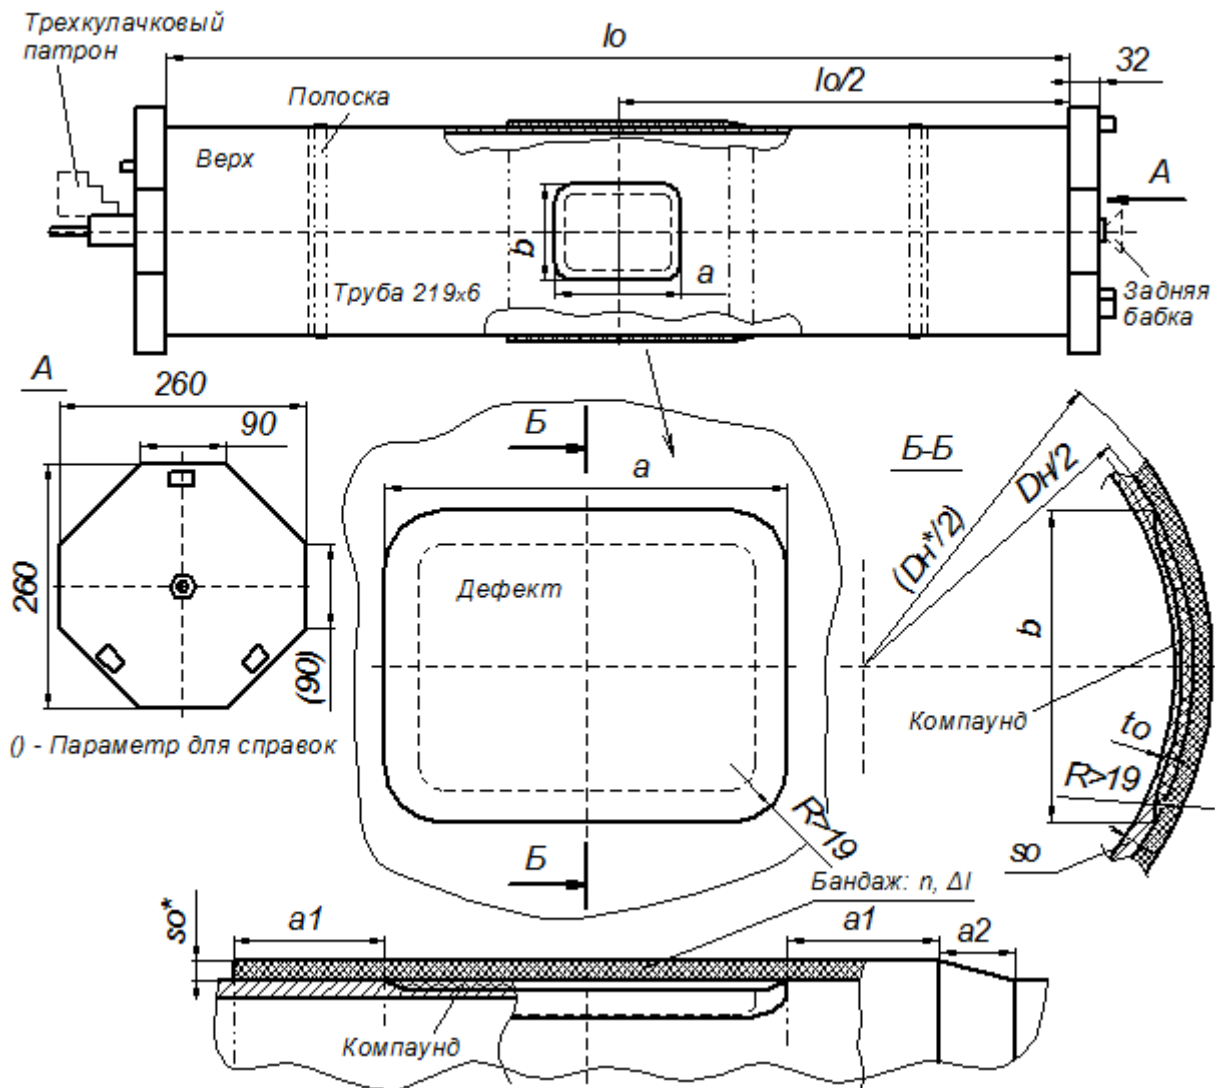 Трехкулачковый
патрон
lo
32
lo/2
Полоска
Верх
А
b
a
Труба 219x6
Задняя
бабка
А
260
90
Б
Б-Б
a
Dн/2
(Dн*/2)
260
Дефект
b
(90)
Компаунд
to
() - Параметр для справок
R>19
R>19
Б
so
Бандаж: n, Δl
so*
a1
a1
a2
Компаунд